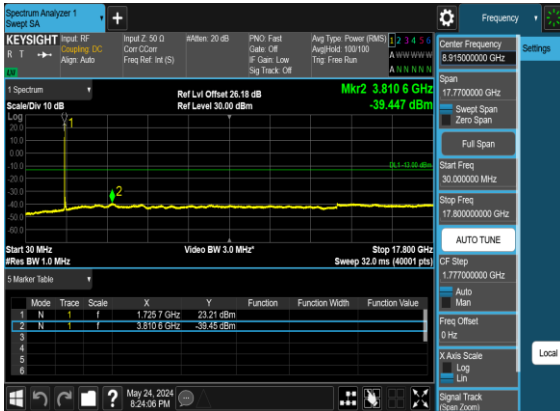 Spectrum Analyzer 1
Swept SA
+
Frequency
KEYSIGHT Input: RF Input Z: 50 Ω #Atten: 20 dB PNO: Fast Avg Type: Power (RMS) 1 2 3 4 5 6
R T Coupling: DC Corr CCorr Gate: Off Avg|Hold: 100/100 A W W W W W
Align: Auto Freq Ref: Int (S) IF Gain: Low Trig: Free Run
Sig Track: Off A N N N N N
1 Spectrum
Scale/Div 10 dB
Ref Lvl Offset 26.18 dB
Ref Level 30.00 dBm
Mkr2 3.810 6 GHz
-39.447 dBm
Log
20.0
10.0
0.00
-10.0
-20.0
-30.0
-40.0
-50.0
-60.0
1
2
DL1 -13.00 dBm
Start 30 MHz Video BW 3.0 MHz* Stop 17.800 GHz
#Res BW 1.0 MHz Sweep 32.0 ms (40001 pts)
5 Marker Table
Mode Trace Scale X Y Function Function Width Function Value
1 N 1 f 1.725 7 GHz 23.21 dBm
2 N 1 f 3.810 6 GHz -39.45 dBm
3
4
5
6
May 24, 2024
8:24:06 PM
Center Frequency
8.915000000 GHz
Span
17.7700000 GHz
Swept Span
Zero Span
Full Span
Start Freq
30.000000 MHz
Stop Freq
17.800000000 GHz
AUTO TUNE
CF Step
1.777000000 GHz
Auto
Man
Freq Offset
0 Hz
X Axis Scale
Log
Lin
Signal Track
(Span Zoom)
Settings
Local